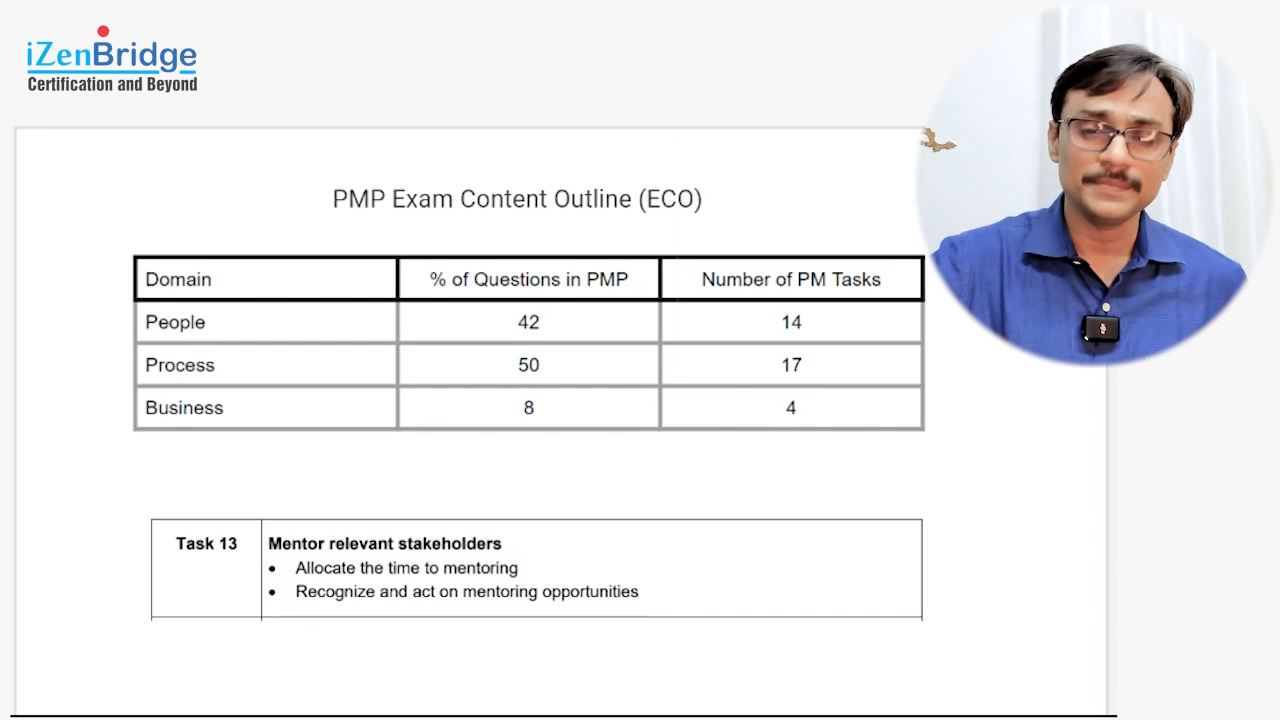 iZenBridge
Certification and Beyond
PMP Exam Content Outline (ECO)
Domain % of Questions in PMP Number of PM Tasks
People 42 14
Process 50 17
Business 8 4
Task 13 Mentor relevant stakeholders
• Allocate the time to mentoring
• Recognize and act on mentoring opportunities